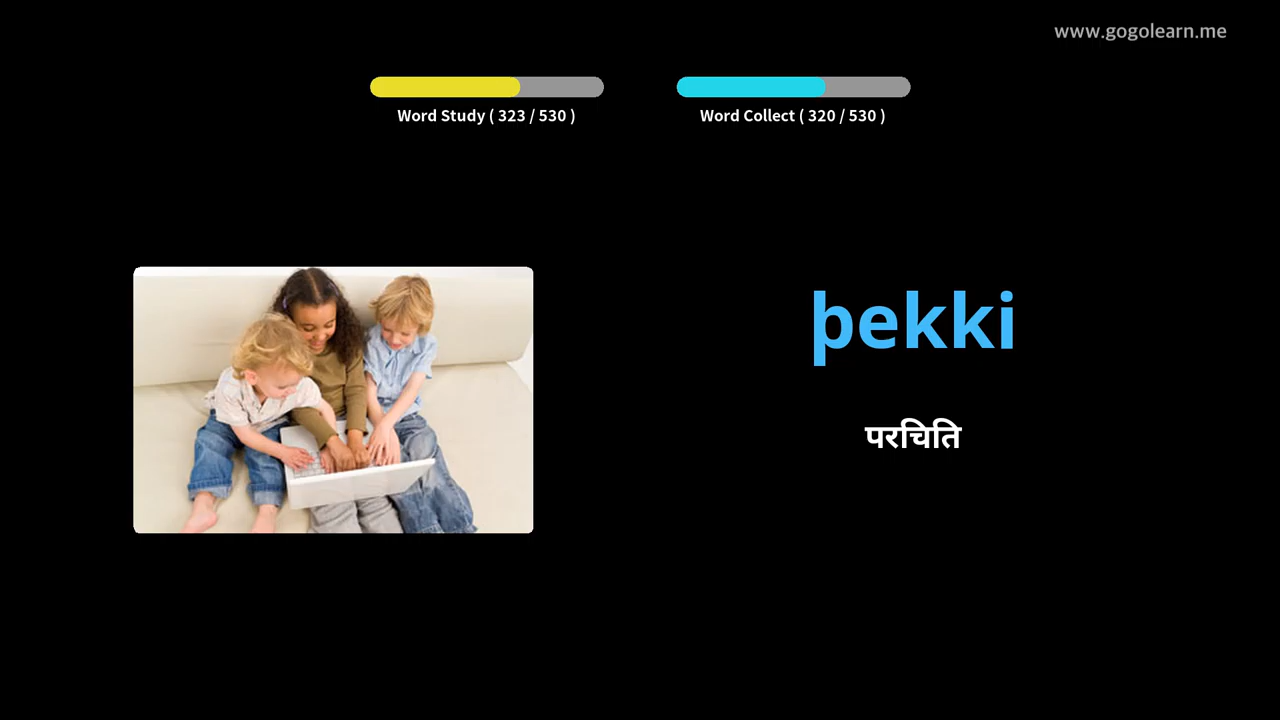 www.gogolearn.me
Word Study ( 323 / 530 )
Word Collect ( 320 / 530 )
þekki
परचिति